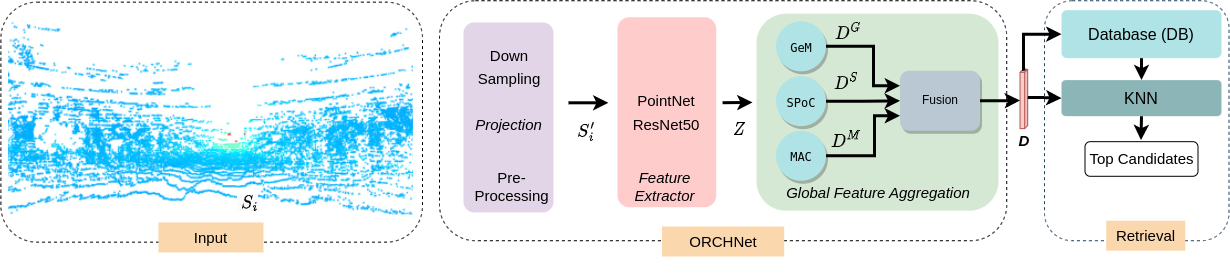 S_i
Input
Down
Sampling
Projection
Pre-
Processing
S_i'
PointNet
ResNet50
Feature
Extractor
Z
GeM
SPoC
MAC
D^G
D^S
D^M
Fusion
Global Feature Aggregation
ORCHNet
D
Database (DB)
KNN
Top Candidates
Retrieval